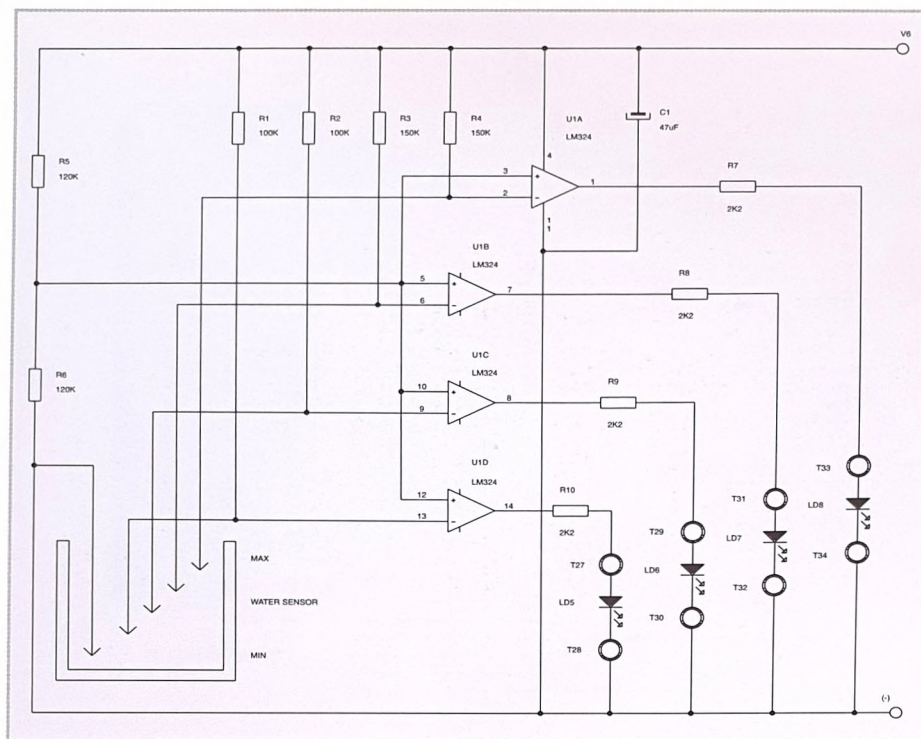 V6
R1
100K
R2
100K
R3
150K
R4
150K
U1A
LM324
C1
47uF
R5
120K
4
3
2
1
1
1
R7
2K2
U1B
LM324
5
6
7
R8
2K2
R6
120K
U1C
LM324
10
9
8
R9
2K2
U1D
LM324
12
13
14
R10
2K2
T33
LD8
T34
T31
LD7
T32
T29
LD6
T30
T27
LD5
T28
MAX
WATER SENSOR
MIN
(-)